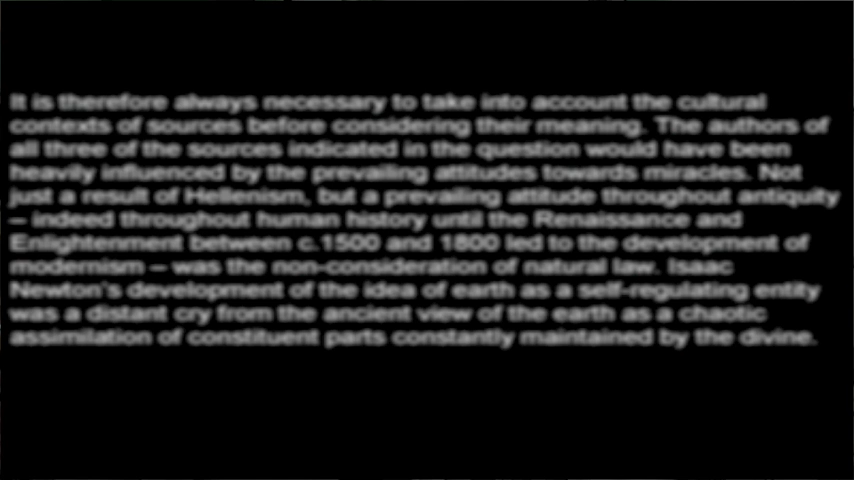 It is therefore always necessary to take into account the cultural
contexts of sources before considering their meaning. The authors of
all three of the sources indicated in the question would have been
heavily influenced by the prevailing attitudes towards miracles. Not
just a result of Hellenism, but a prevailing attitude throughout antiquity
– indeed throughout human history until the Renaissance and
Enlightenment between c.1500 and 1800 led to the development of
modernism – was the non-consideration of natural law. Isaac
Newton's development of the idea of earth as a self-regulating entity
was a distant cry from the ancient view of the earth as a chaotic
assimilation of constituent parts constantly maintained by the divine.